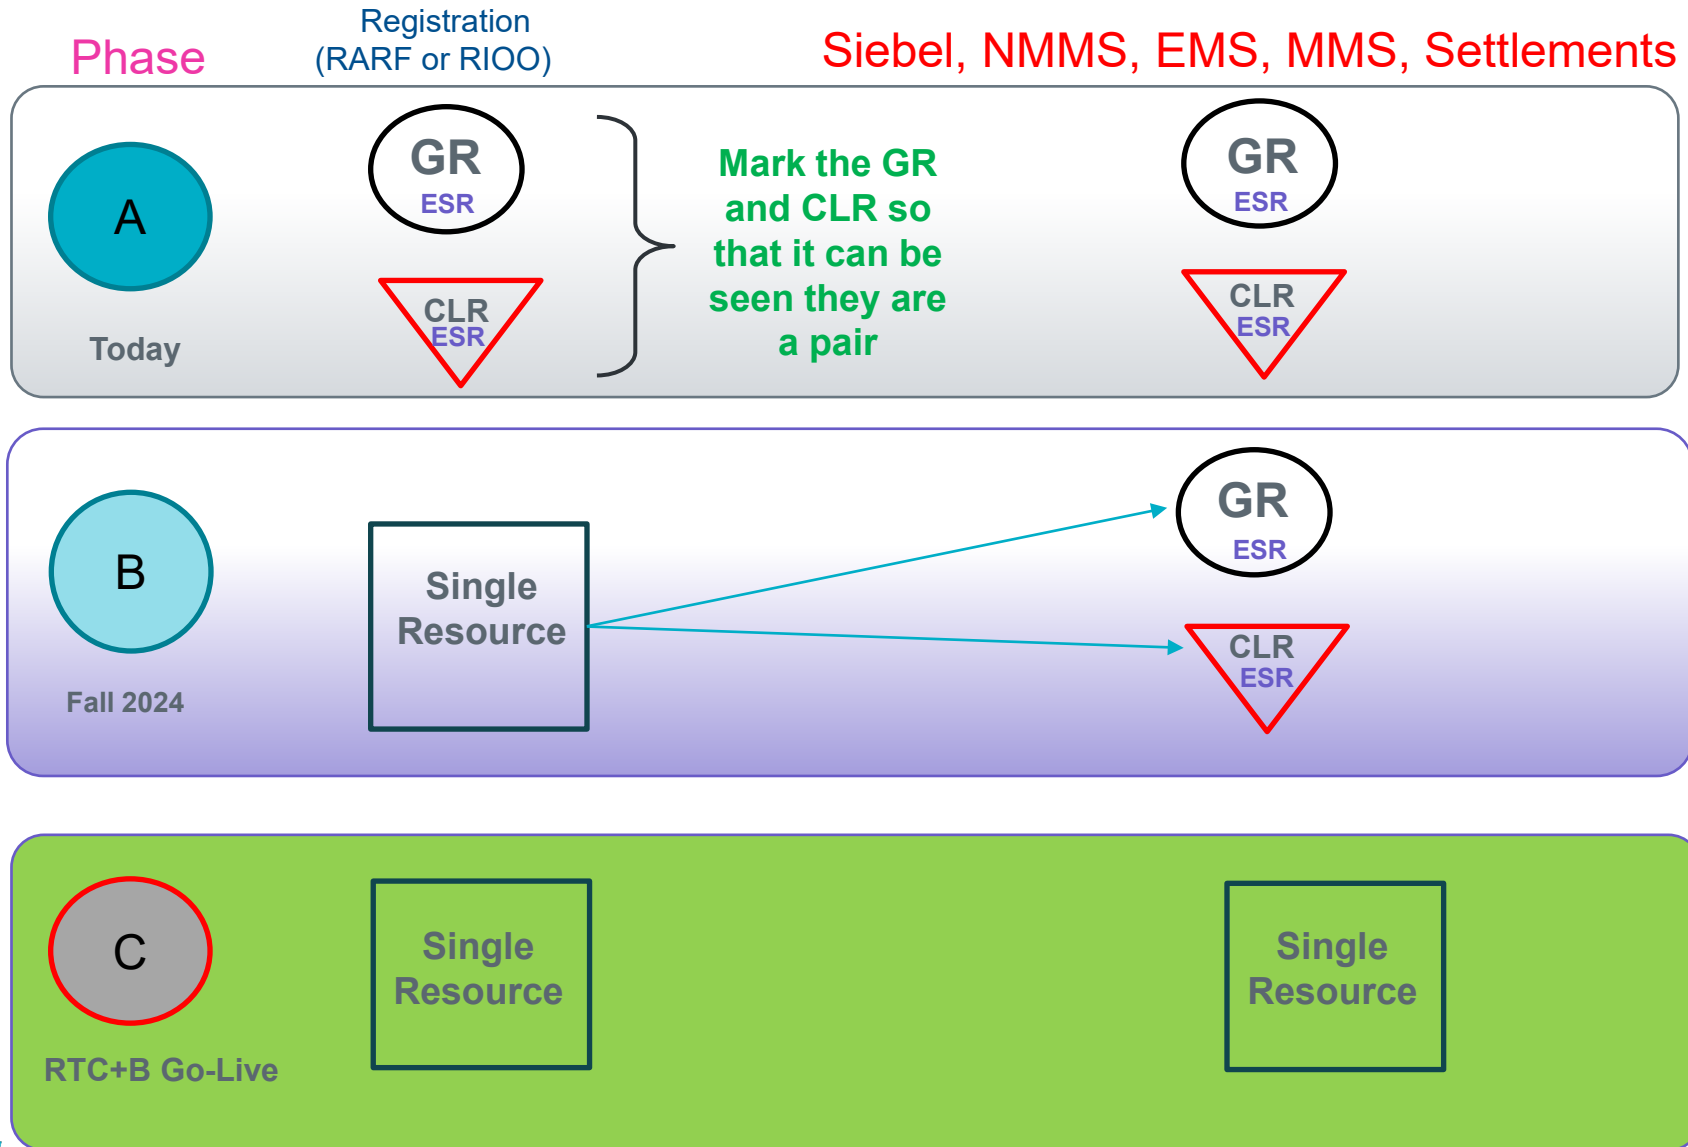 Phase
Registration
(RARF or RIOO)
Siebel, NMMS, EMS, MMS, Settlements
A
Today
GR
ESR
CLR
ESR
Mark the GR
and CLR so
that it can be
seen they are
a pair
GR
ESR
CLR
ESR
B
Fall 2024
Single
Resource
GR
ESR
CLR
ESR
C
RTC+B Go-Live
Single
Resource
Single
Resource